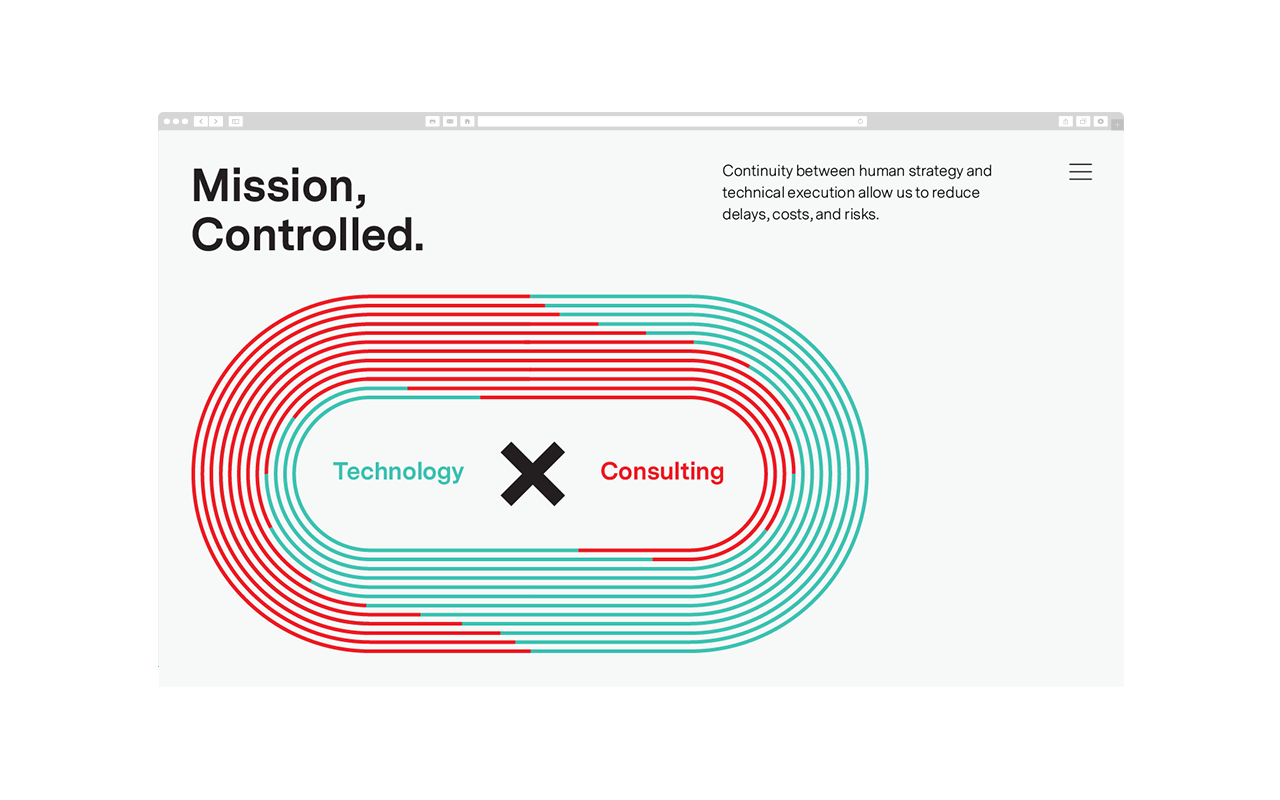 Mission,
Controlled.
Continuity between human strategy and
technical execution allow us to reduce
delays, costs, and risks.
Technology
Consulting